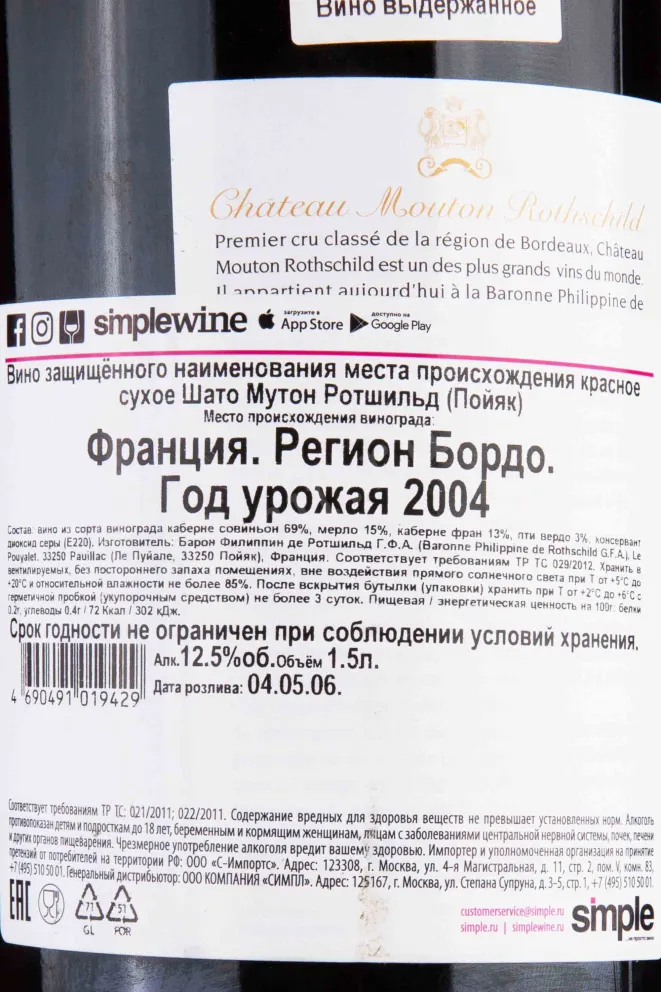 Вино выдержанное
Château Mouton Rothschild
Premier cru classé de la région de Bordeaux, Château
Mouton Rothschild est un des plus grands vins du monde.
Il appartient aujourd'hui à la Baronne Philippine de
simplewine загрузите в App Store доступно на Google Play
Вино защищённого наименования места происхождения красное
сухое Шато Мутон Ротшильд (Пойяк)
Место происхождения винограда:
Франция. Регион Бордо.
Год урожая 2004
Состав: вино из сорта винограда каберне совиньон 69%, мерло 15%, каберне фран 13%, пти вердо 3%, консервант
диоксид серы (Е220). Изготовитель: Барон Филиппин де Ротшильд Г.Ф.А. (Baronne Philippine de Rothschild G.F.A.), Le
Pouyalet. 33250 Pauillac (Ле Пуйале, 33250 Пойяк), Франция. Соответствует требованиям ТР ТС 029/2012. Хранить в
вентилируемых, без постороннего запаха помещениях, вне воздействия прямого солнечного света при Т от +5°С до
+20°С и относительной влажности не более 85%. После вскрытия бутылки (упаковки) хранить при Т от +2°С до +6°С с
герметичной пробкой (укупорочным средством) не более 3 суток. Пищевая / энергетическая ценность на 100г: белки
0.2г, углеводы 0,4г / 72 Ккал / 302 кДж.
Срок годности не ограничен при соблюдении условий хранения.
Алк.12.5%об.Объём 1.5л.
Дата розлива: 04.05.06.
4 690491 019429
Соответствует требованиям ТР ТС: 021/2011; 022/2011. Содержание вредных для здоровья веществ не превышает установленных норм. Алкоголь
противопоказан детям и подросткам до 18 лет, беременным и кормящим женщинам, лицам с заболеваниями центральной нервной системы, почек, печени
и других органов пищеварения. Чрезмерное употребление алкоголя вредит вашему здоровью. Импортер и уполномоченная организация на принятие
претензий от потребителей на территории РФ: ООО «С-Импортс». Адрес: 123308, г. Москва, ул. 4-я Магистральная, д. 11, стр. 2, пом. V, комн. 83,
+7 (495) 510 50 01. Генеральный дистрибьютор: ООО КОМПАНИЯ «СИМПЛ». Адрес: 125167, г. Москва, ул. Степана Супруна, д. 3-5, стр. 1, +7 (495) 510 50 01.
EAC 71 GL 51 FOR
customerservice@simple.ru
simple.ru | simplewine.ru
simple
...не просто вино